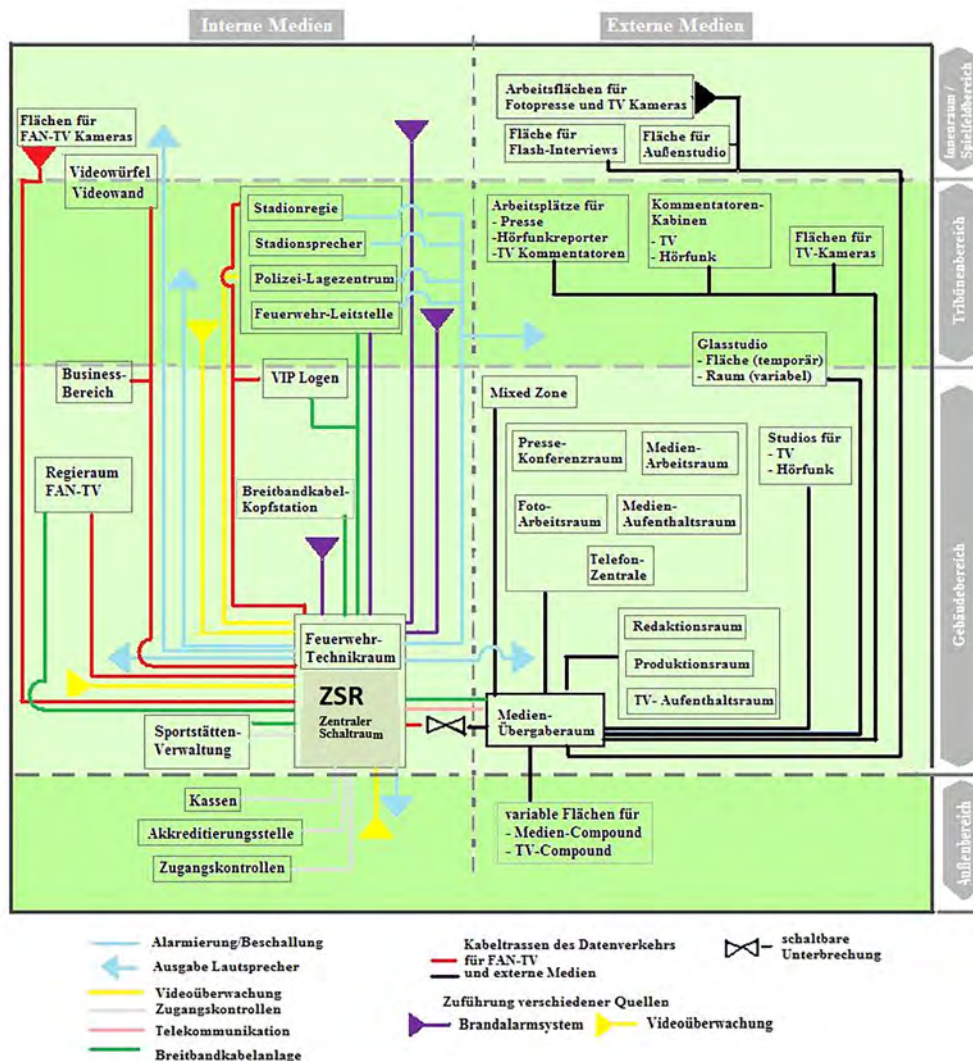 Interne Medien
Externe Medien
Innenraum /
Spielfeldbereich
Tribünenbereich
Gebäudebereich
Außenbereich
Flächen für
FAN-TV Kameras
Videowürfel
Videowand
Stadionregie
Stadionsprecher
Polizei-Lagezentrum
Feuerwehr-Leitstelle
Business-
Bereich
VIP Logen
Regieraum
FAN-TV
Breitbandkabel-
Kopfstation
Feuerwehr-
Technikraum
ZSR
Zentraler
Schaltraum
Sportstätten-
Verwaltung
Kassen
Akkreditierungsstelle
Zugangskontrollen
Arbeitsflächen für
Fotopresse und TV Kameras
Fläche für
Flash-Interviews
Fläche für
Außenstudio
Arbeitsplätze für
- Presse
-Hörfunkreporter
-TV Kommentatoren
Kommentatoren-
Kabinen
- TV
- Hörfunk
Flächen für
TV-Kameras
Glasstudio
- Fläche (temporär)
- Raum (variabel)
Mixed Zone
Presse-
Konferenzraum
Medien-
Arbeitsraum
Foto-
Arbeitsraum
Medien-
Aufenthaltsraum
Telefon-
Zentrale
Studios für
- TV
- Hörfunk
Redaktionsraum
Produktionsraum
TV- Aufenthaltsraum
Medien-
Übergaberaum
variable Flächen für
- Medien-Compound
- TV-Compound
Alarmierung/Beschallung
Ausgabe Lautsprecher
Videoüberwachung
Zugangskontrollen
Telekommunikation
Breitbandkabelanlage
Kabeltrassen des Datenverkehrs
für FAN-TV
und externe Medien
Zuführung verschiedener Quellen
Brandalarmsystem
Videoüberwachung
schaltbare
Unterbrechung